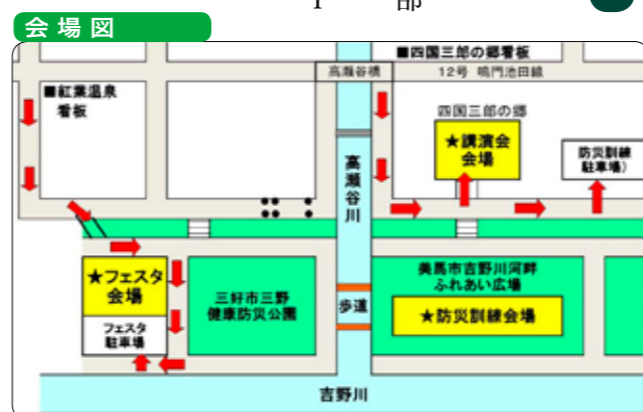 1
部
会場図
■四国三郎の郷看板
高瀬谷橋
12号 鳴門池田線
■紅葉温泉
看板
四国三郎の郷
★講演会
会場
防災訓練
駐車場）
高瀬谷川
★フェスタ
会場
フェスタ
駐車場
三好市三野
健康防災公園
歩道
美馬市吉野川河畔
ふれあい広場
★防災訓練会場
吉野川